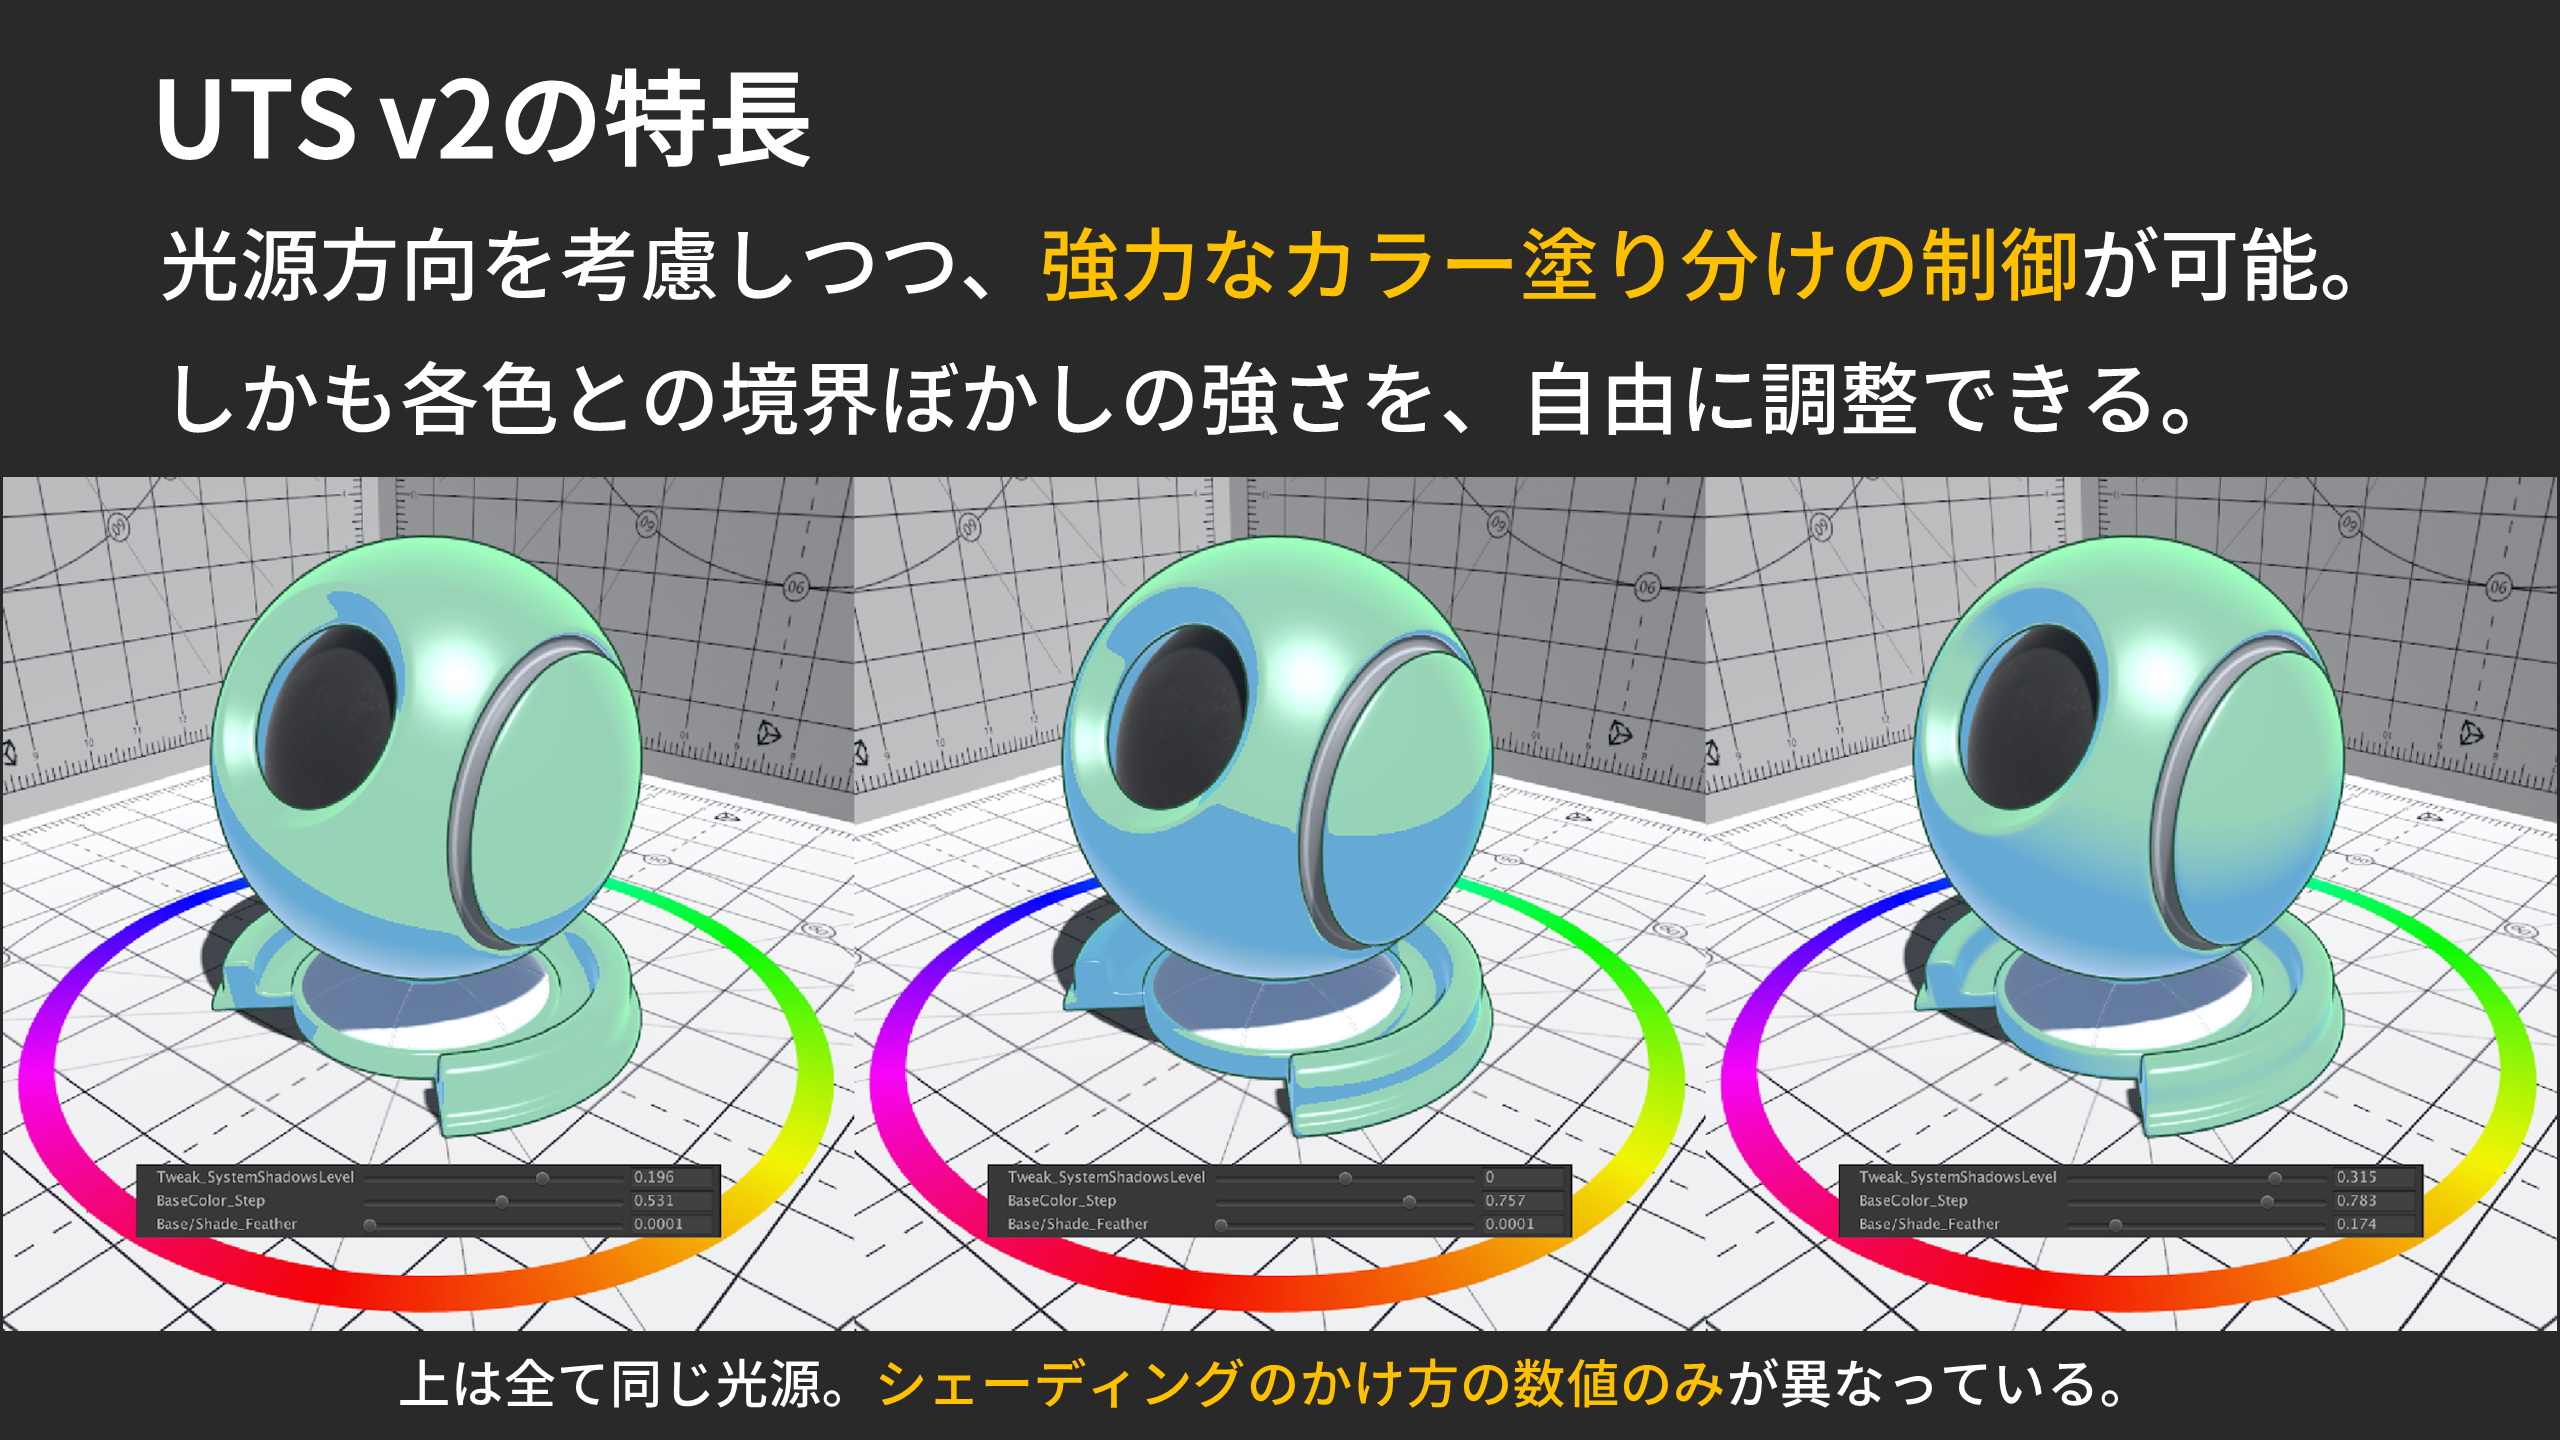 UTS v2の特長
光源方向を考慮しつつ、強力なカラー塗り分けの制御が可能。
しかも各色との境界ぼかしの強さを、自由に調整できる。
Tweak_SystemShadowsLevel 0.196
BaseColor_Step 0.531
Base/Shade_Feather 0.0001
Tweak_SystemShadowsLevel 0
BaseColor_Step 0.757
Base/Shade_Feather 0.0001
Tweak_SystemShadowsLevel 0.315
BaseColor_Step 0.783
Base/Shade_Feather 0.174
上は全て同じ光源。シェーディングのかけ方の数値のみが異なっている。